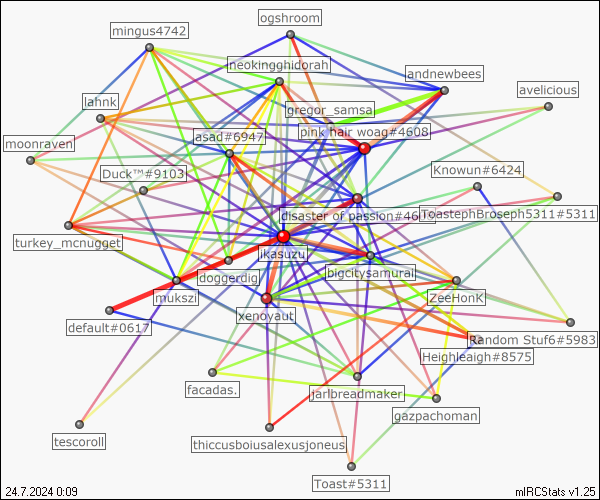 ogshroom
mingus4742
neokingghidorah
andnewbees
avelicious
lahnk
gregor_samsa
pink hair woag#4608
asad#6947
moonraven
Duck™#9103
Knowun#6424
disaster of passion#46
ToastephBroseph5311#5311
turkey_mcnugget
ikasuzu
doggerdig
bigcitysamurai
mukszi
ZeeHonK
xenoyaut
default#0617
Random Stuf6#5983
Heighleigh#8575
facadas.
jarlbreadmaker
gazpachoman
tescoroll
thiccusboiusalexusjoneus
Toast#5311
24.7.2024 0:09
mIRCStats v1.25